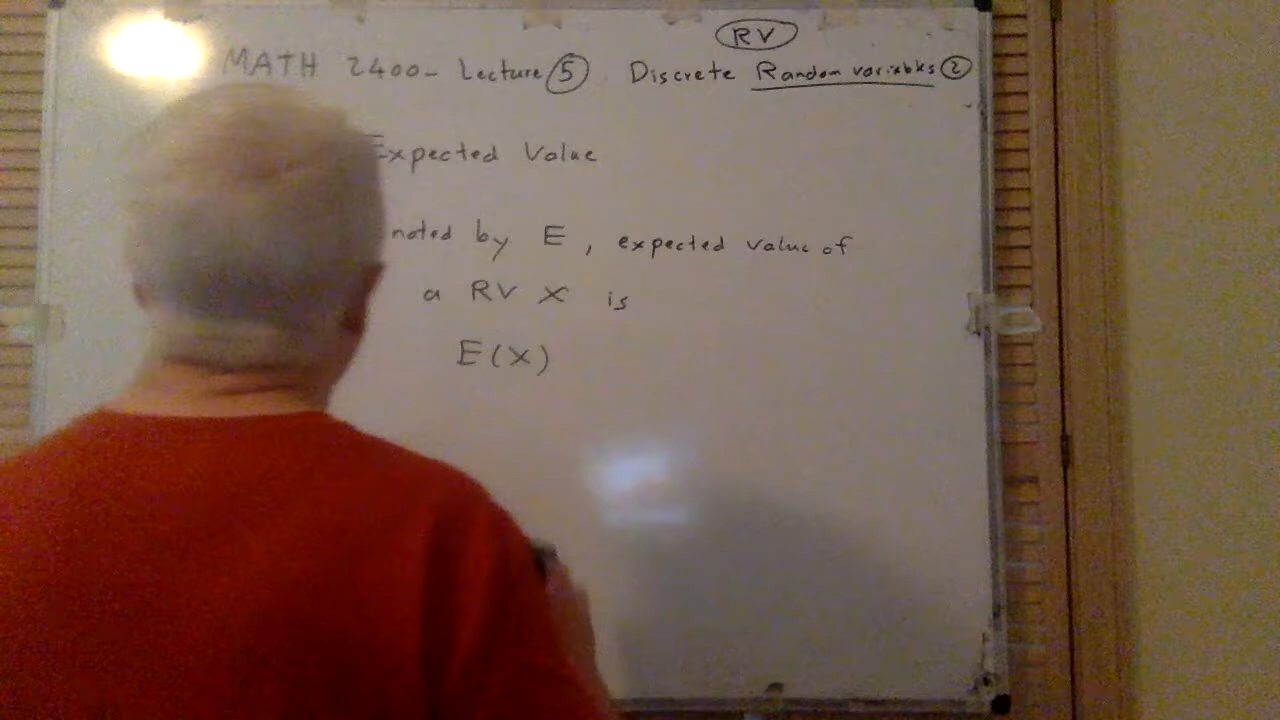 RV
MATH 2400- Lecture 5 Discrete Random variables 2
Expected Value
noted by E, expected value of
a RV X is
E(X)